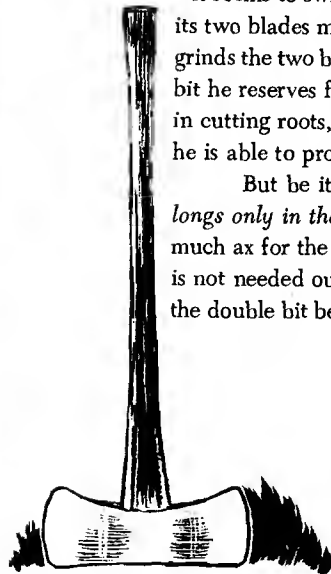 its two blades m
grinds the two b
bit he reserves f
in cutting roots,
he is able to pro
But be it
longs only in the
much ax for the
is not needed ou
the double bit be